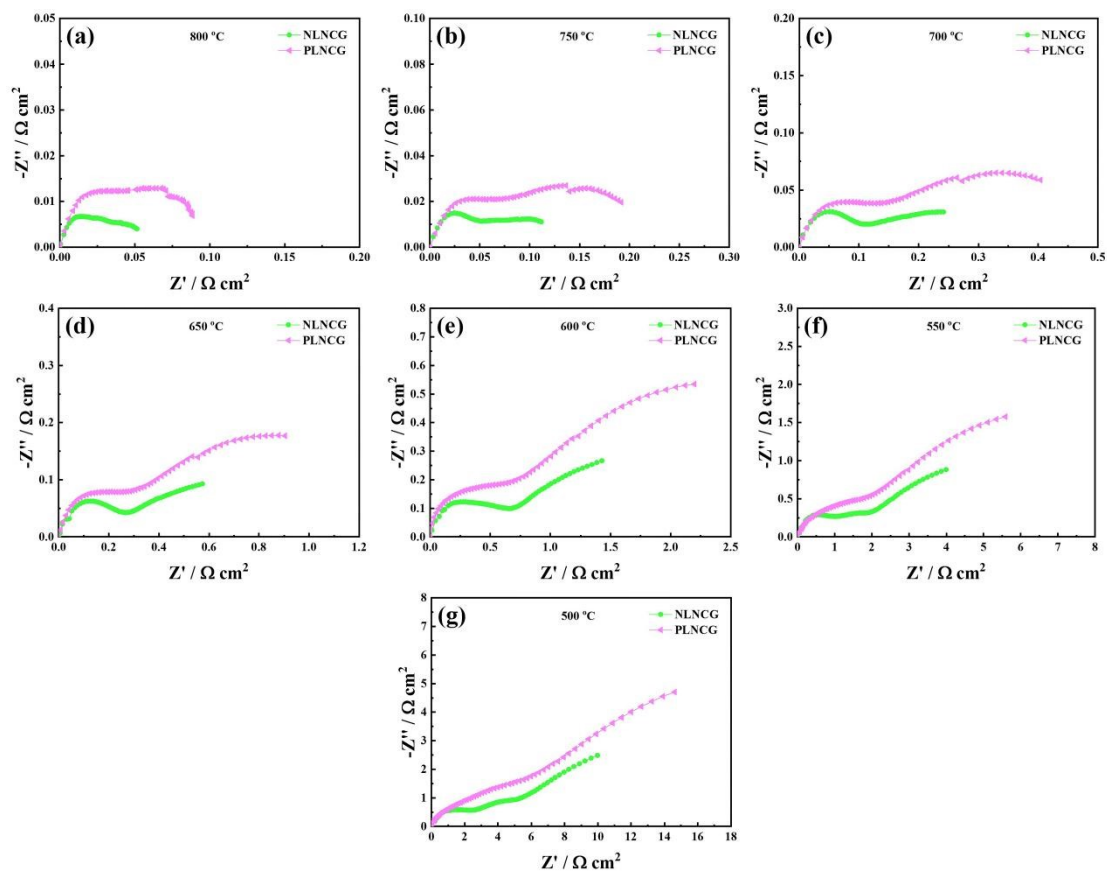 (a)
800 °C
NLNCG
PLNCG
0.05
0.04
0.03
0.02
0.01
0.00
0.00 0.05 0.10 0.15 0.20
-Z'' / Ω cm²
Z' / Ω cm²
(b)
750 °C
NLNCG
PLNCG
0.10
0.08
0.06
0.04
0.02
0.00
0.00 0.05 0.10 0.15 0.20 0.25 0.30
-Z'' / Ω cm²
Z' / Ω cm²
(c)
700 °C
NLNCG
PLNCG
0.20
0.15
0.10
0.05
0.00
0.0 0.1 0.2 0.3 0.4 0.5
-Z'' / Ω cm²
Z' / Ω cm²
(d)
650 °C
NLNCG
PLNCG
0.4
0.3
0.2
0.1
0.0
0.0 0.2 0.4 0.6 0.8 1.0 1.2
-Z'' / Ω cm²
Z' / Ω cm²
(e)
600 °C
NLNCG
PLNCG
0.8
0.7
0.6
0.5
0.4
0.3
0.2
0.1
0.0
0.0 0.5 1.0 1.5 2.0 2.5
-Z'' / Ω cm²
Z' / Ω cm²
(f)
550 °C
NLNCG
PLNCG
3.0
2.5
2.0
1.5
1.0
0.5
0.0
0 1 2 3 4 5 6 7 8
-Z'' / Ω cm²
Z' / Ω cm²
(g)
500 °C
NLNCG
PLNCG
8
7
6
5
4
3
2
1
0
0 2 4 6 8 10 12 14 16 18
-Z'' / Ω cm²
Z' / Ω cm²